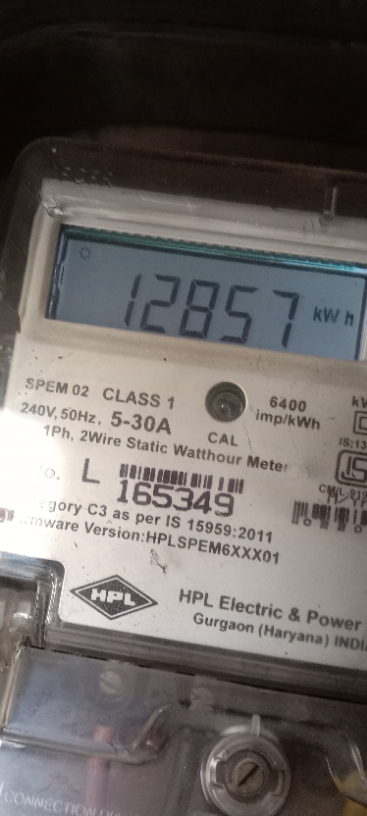 12857 kWh
SPEM 02 CLASS 1
240V, 50Hz, 5-30A
CAL
6400
imp/kWh
1Ph, 2Wire Static Watthour Meter
L
165349
C3 as per IS 15959:2011
Version:HPLSPEM6XXX01
HPL
HPL Electric & Power
Gurgaon (Haryana)